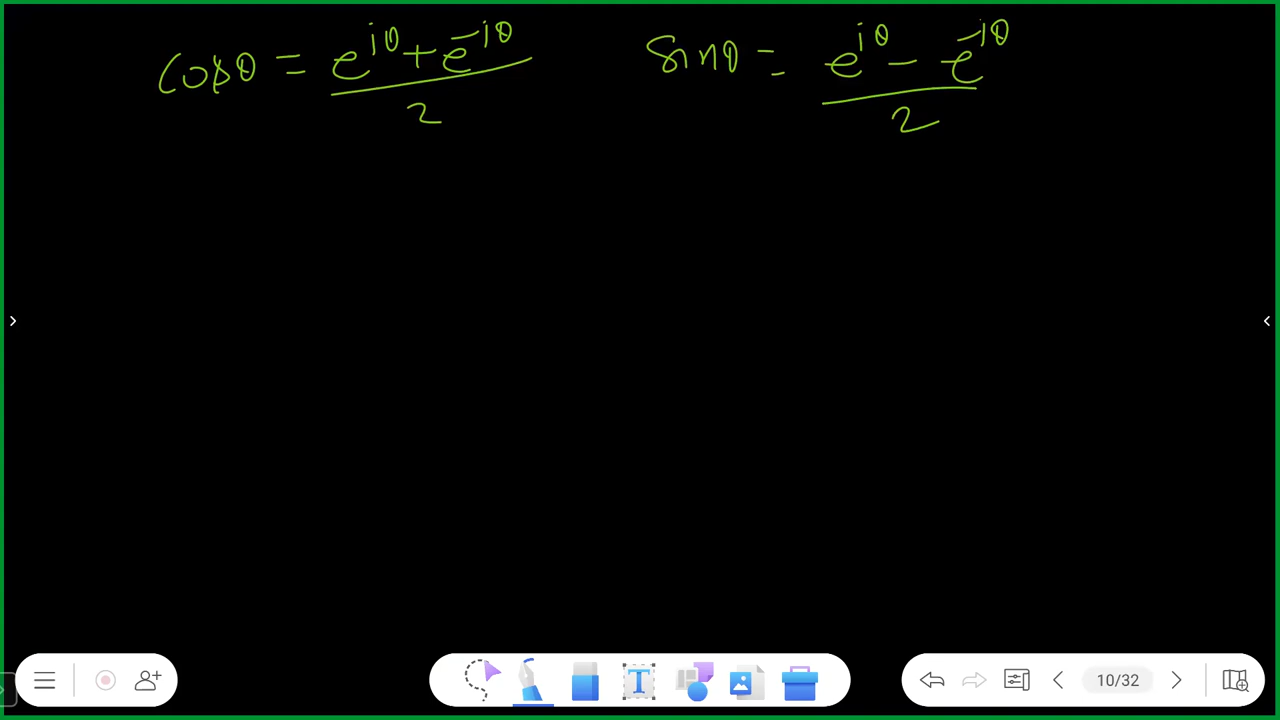 cosθ = (e^{iθ} + e^{-iθ})/2    sinθ = (e^{iθ} - e^{-iθ})/2
10/32